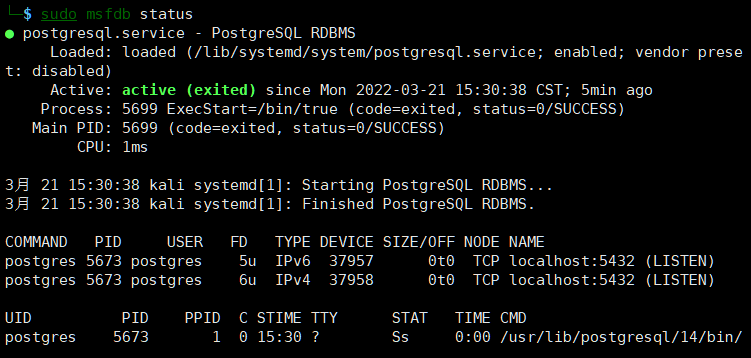 └─$ sudo msfdb status
● postgresql.service - PostgreSQL RDBMS
     Loaded: loaded (/lib/systemd/system/postgresql.service; enabled; vendor prese
t: disabled)
     Active: active (exited) since Mon 2022-03-21 15:30:38 CST; 5min ago
    Process: 5699 ExecStart=/bin/true (code=exited, status=0/SUCCESS)
   Main PID: 5699 (code=exited, status=0/SUCCESS)
        CPU: 1ms

3月 21 15:30:38 kali systemd[1]: Starting PostgreSQL RDBMS...
3月 21 15:30:38 kali systemd[1]: Finished PostgreSQL RDBMS.

COMMAND   PID     USER   FD   TYPE DEVICE SIZE/OFF NODE NAME
postgres 5673 postgres    5u  IPv6  37957      0t0  TCP localhost:5432 (LISTEN)
postgres 5673 postgres    6u  IPv4  37958      0t0  TCP localhost:5432 (LISTEN)

UID          PID    PPID  C STIME TTY      STAT   TIME CMD
postgres    5673       1  0 15:30 ?        Ss     0:00 /usr/lib/postgresql/14/bin/